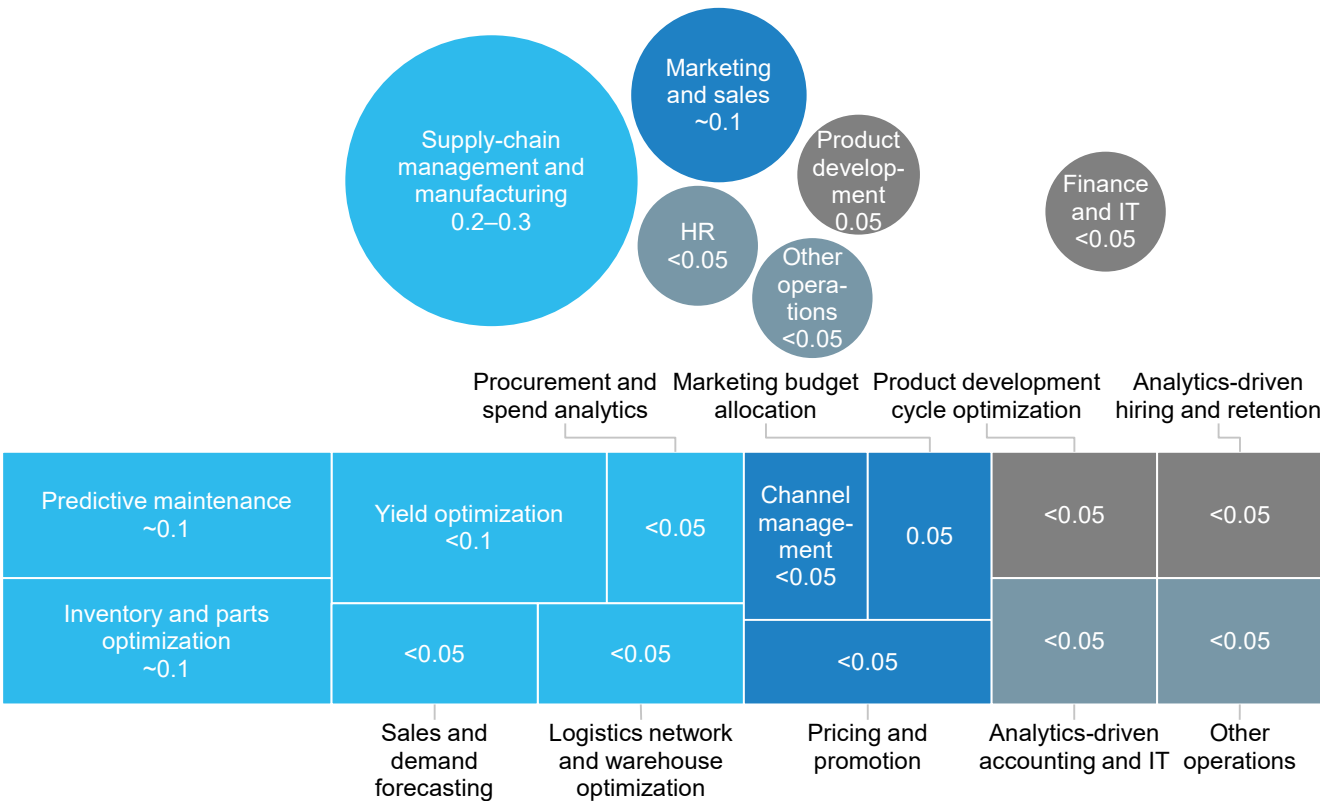 Supply-chain
management and
manufacturing
0.2–0.3
Marketing
and sales
~0.1
Product
develop-
ment
0.05
Finance
and IT
<0.05
HR
<0.05
Other
opera-
tions
<0.05
Procurement and
spend analytics
Marketing budget
allocation
Product development
cycle optimization
Analytics-driven
hiring and retention
Predictive maintenance
~0.1
Yield optimization
<0.1
<0.05
Channel
manage-
ment
<0.05
0.05
<0.05
<0.05
Inventory and parts
optimization
~0.1
<0.05
<0.05
<0.05
<0.05
<0.05
Sales and
demand
forecasting
Logistics network
and warehouse
optimization
Pricing and
promotion
Analytics-driven
accounting and IT
Other
operations